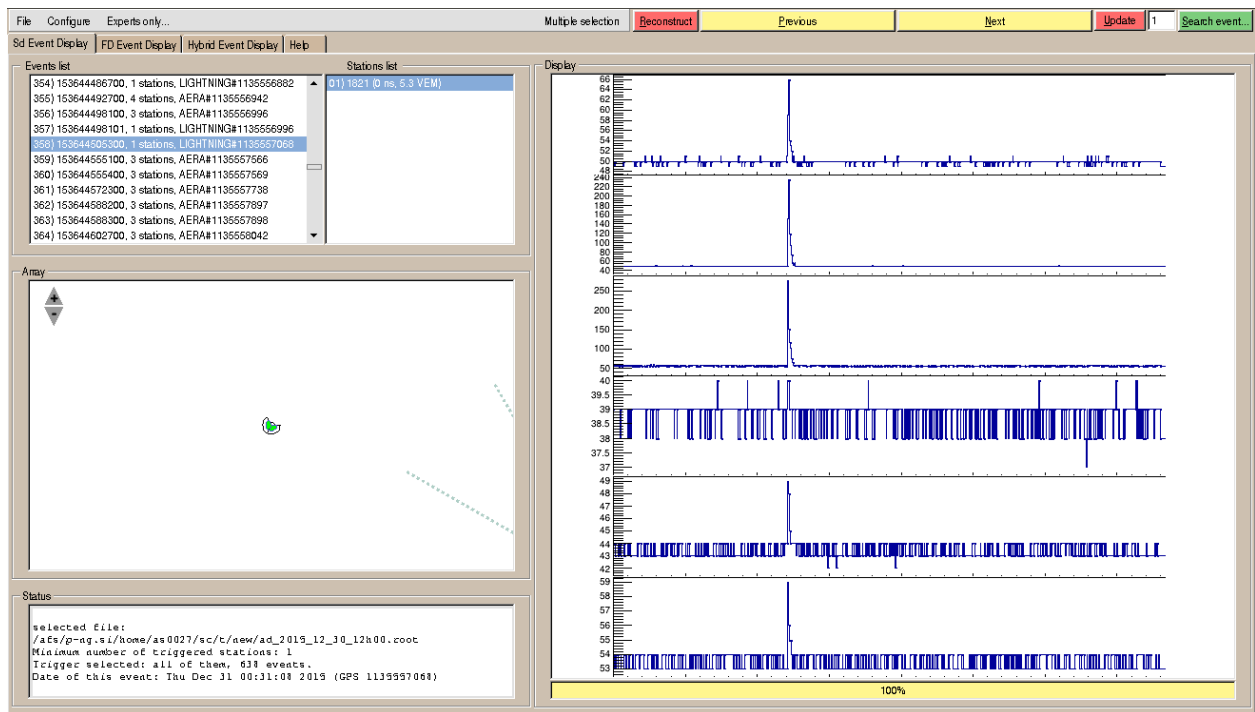 File Configure Experts only... Multiple selection Reconstruct Previous Next Update 1 Search event...
Sd Event Display FD Event Display Hybrid Event Display Help
Events list
354) 153644486700, 1 stations, LIGHTNING#1135556882
355) 153644492700, 4 stations, AERA#1135556942
356) 153644498100, 3 stations, AERA#1135556996
357) 153644498101, 1 stations, LIGHTNING#1135556996
358) 153644505300, 1 stations, LIGHTNING#1135557068
359) 153644555100, 3 stations, AERA#1135557566
360) 153644555400, 3 stations, AERA#1135557569
361) 153644572300, 3 stations, AERA#1135557738
362) 153644588200, 3 stations, AERA#1135557897
363) 153644588300, 3 stations, AERA#1135557898
364) 153644602700, 3 stations, AERA#1135558042
Stations list
01) 1821 (0 ns, 5.3 VEM)
Array
+
-
Status
selected file:
/afs/p-ng.si/home/as0027/sc/t/new/ad_2015_12_30_12h00.root
Minimum number of triggered stations: 1
Trigger selected: all of them, 638 events.
Date of this event: Thu Dec 31 00:31:08 2015 (GPS 1135557068)
Display
66
64
62
60
58
56
54
52
50
48
240
220
200
180
160
140
120
100
80
60
40
250
200
150
100
50
40
39.5
39
38.5
38
37.5
37
49
48
47
46
45
44
43
42
59
58
57
56
55
54
53
100%